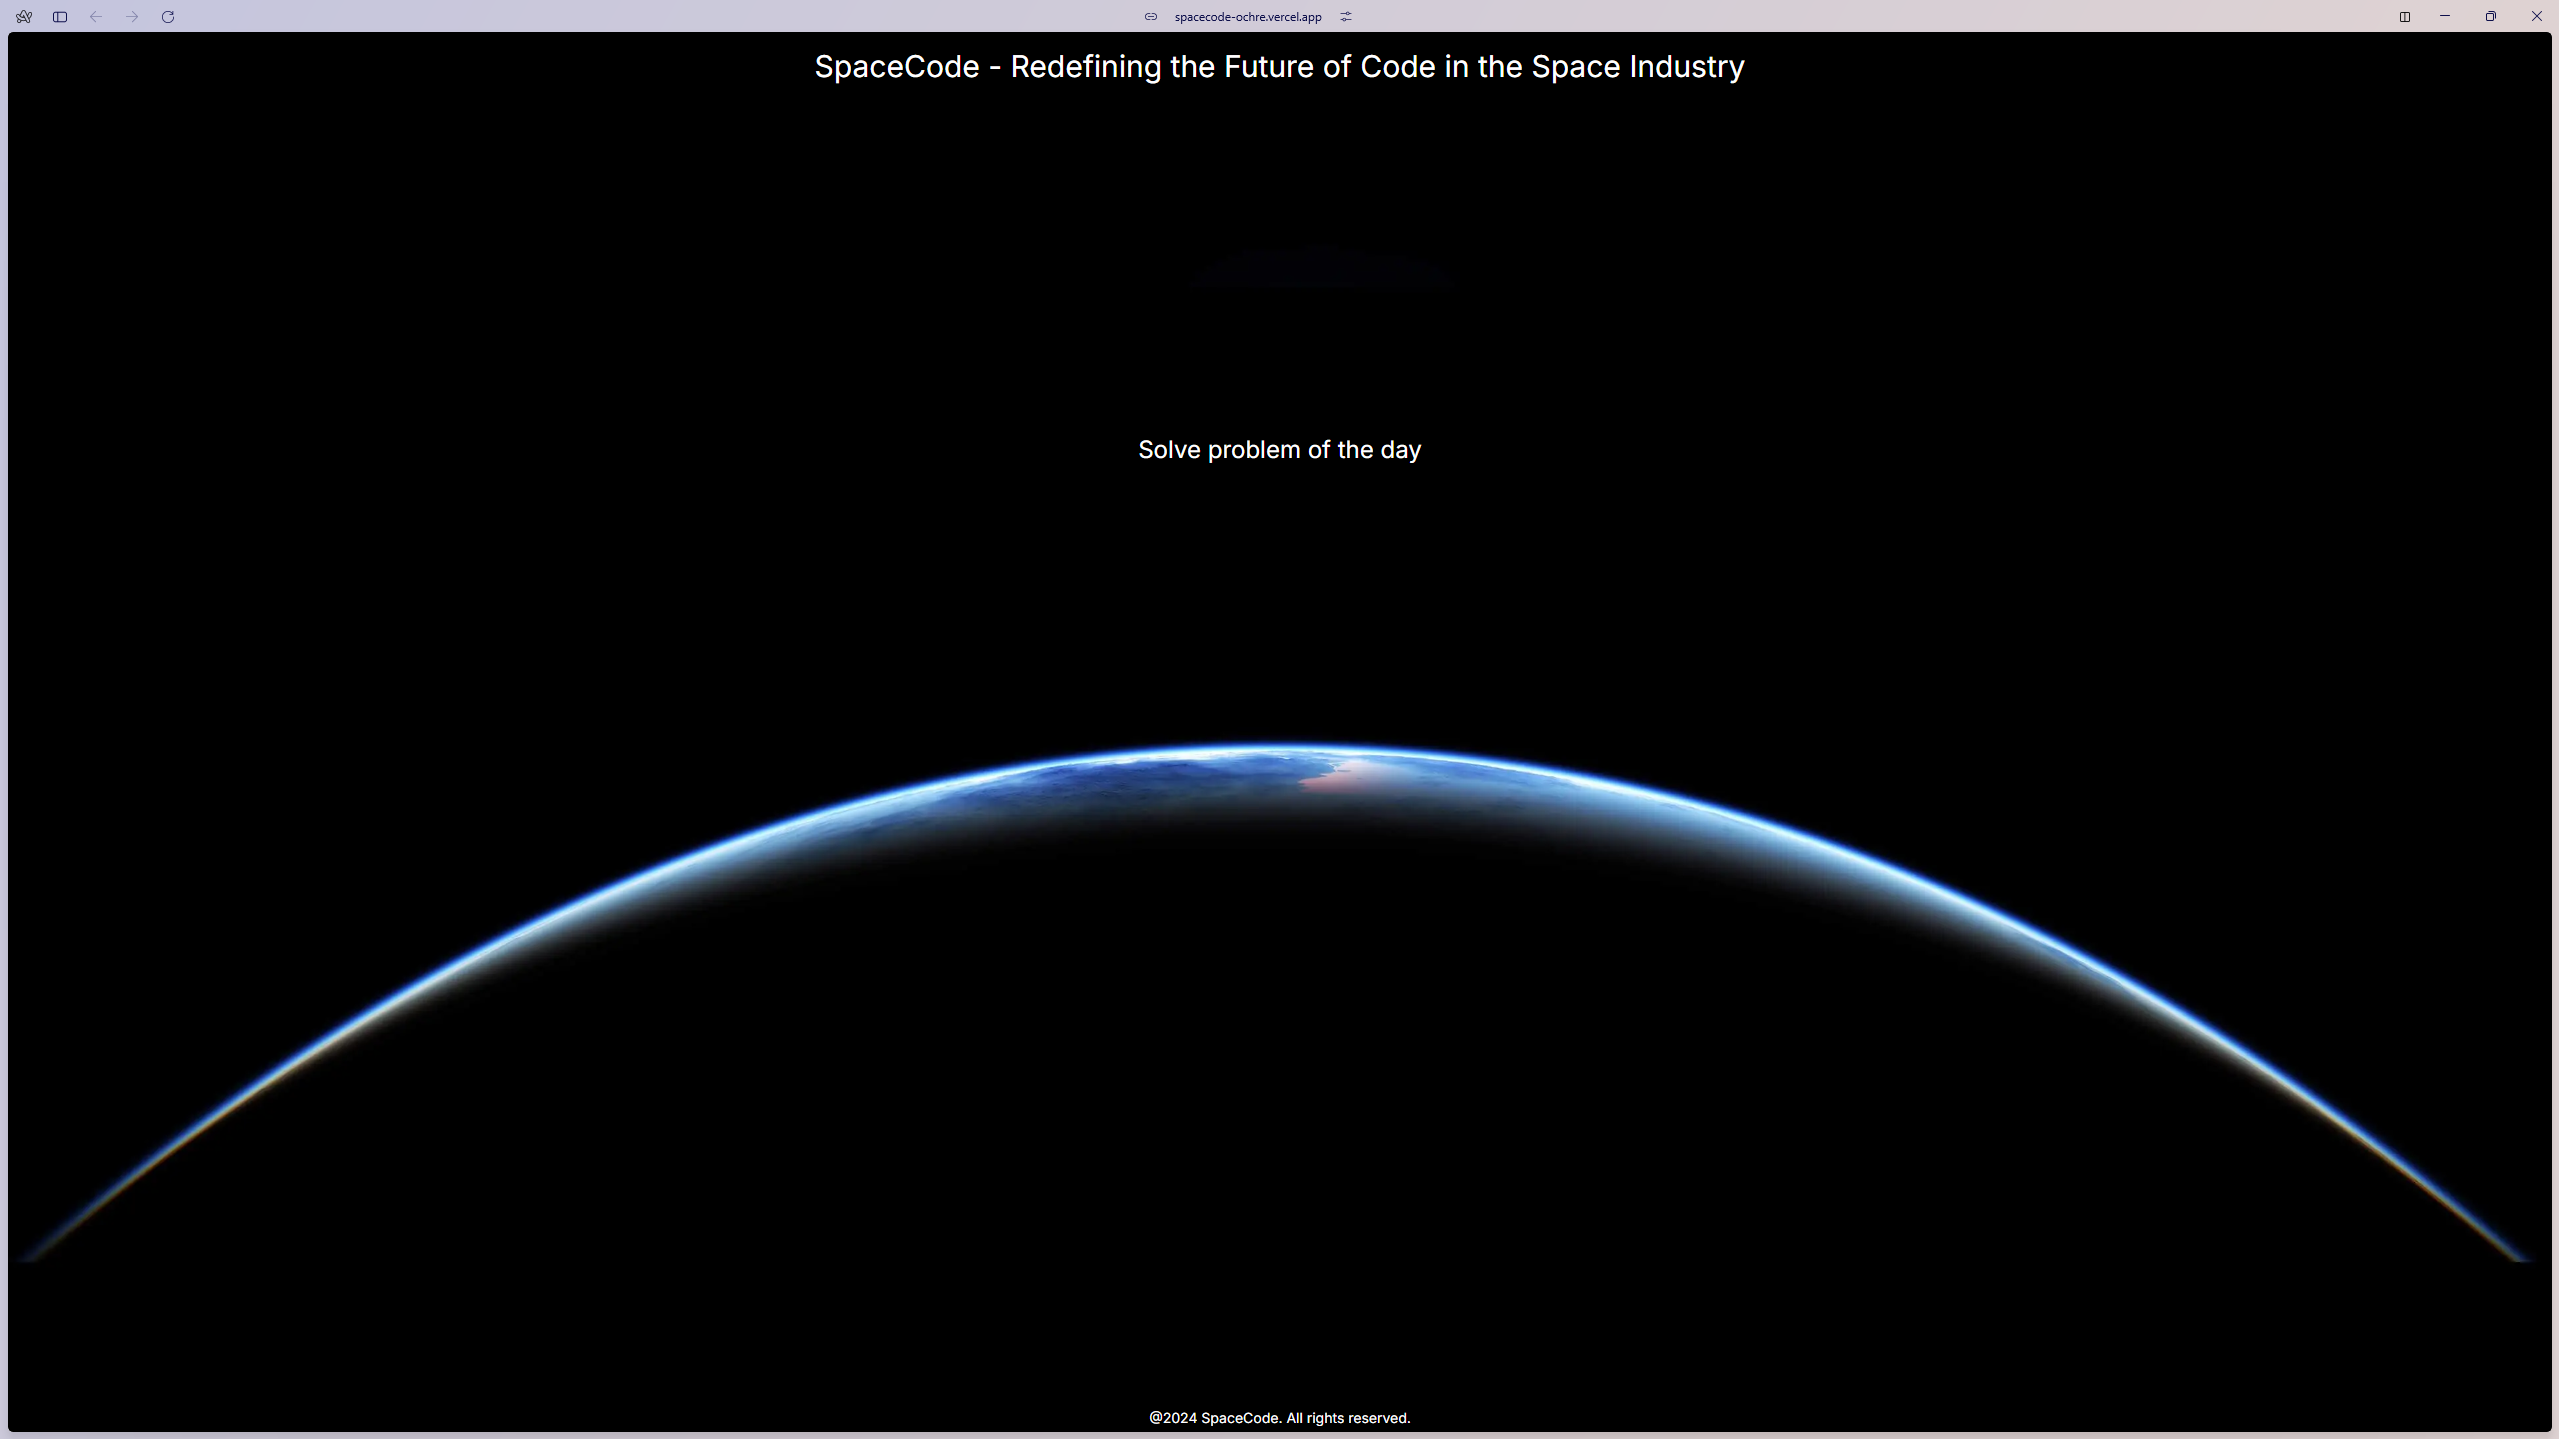 spacecode-ochre.vercel.app
SpaceCode - Redefining the Future of Code in the Space Industry
Solve problem of the day
@2024 SpaceCode. All rights reserved.